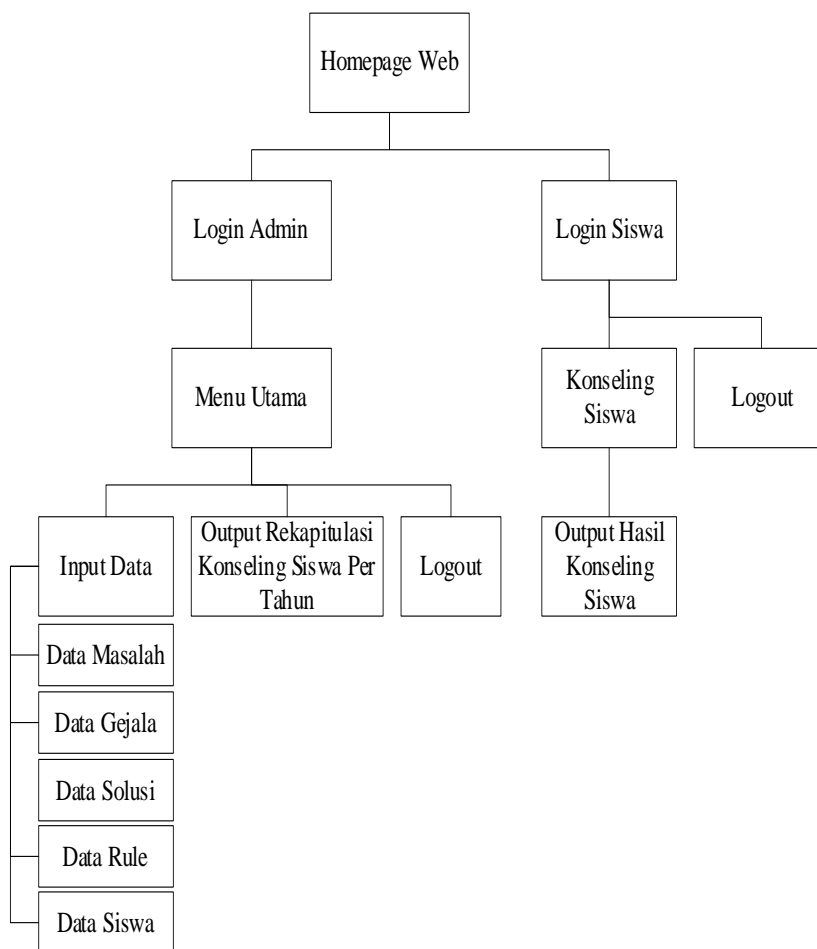 Homepage Web
Login Admin
Login Siswa
Menu Utama
Konseling
Siswa
Logout
Input Data
Output Rekapitulasi
Konseling Siswa Per
Tahun
Logout
Output Hasil
Konseling
Siswa
Data Masalah
Data Gejala
Data Solusi
Data Rule
Data Siswa